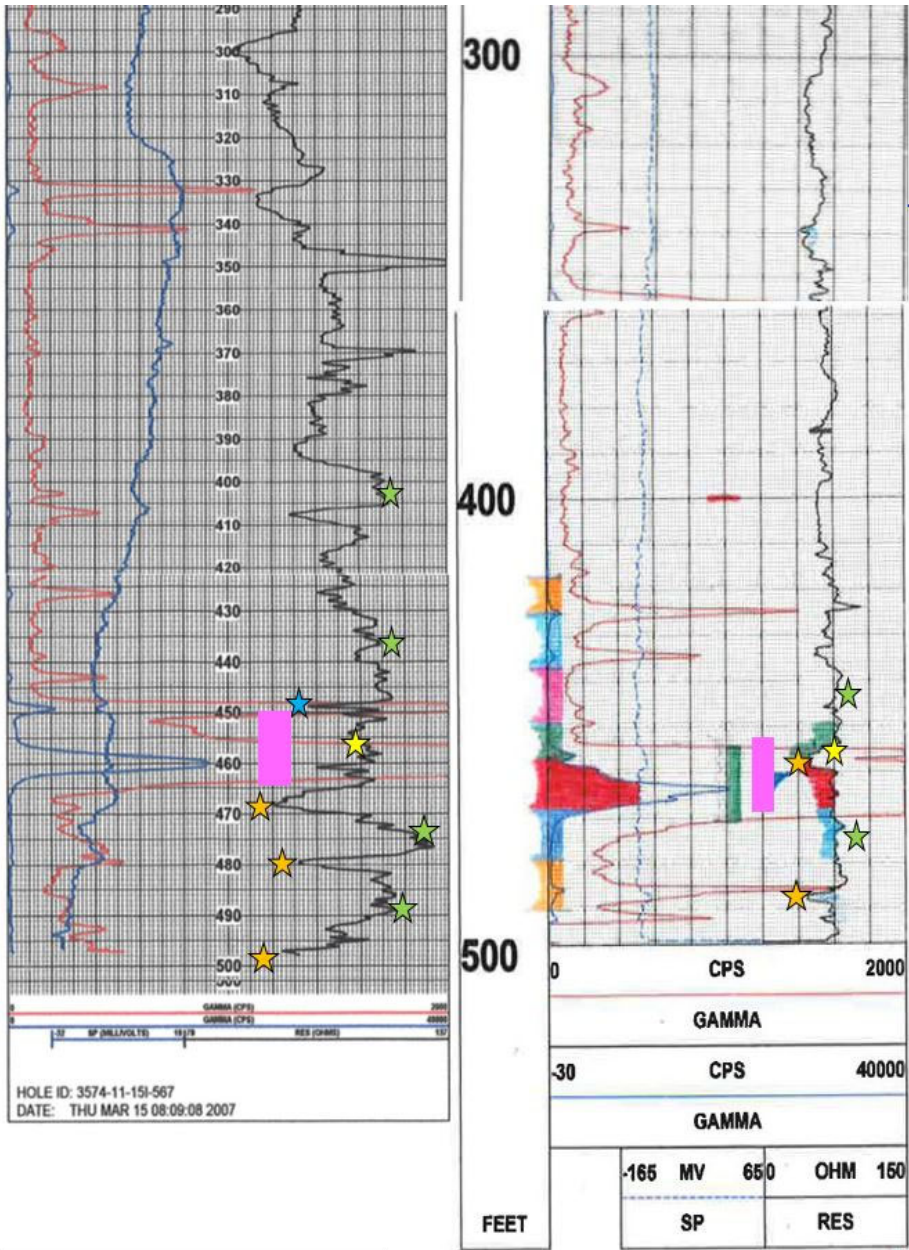 290
300
310
320
330
340
350
360
370
380
390
400
410
420
430
440
450
460
470
480
490
500
0 GAMMA (CPS) 2000
0 GAMMA (CPS) 40000
SP (MILLIVOLTS) RES (OHMS)
HOLE ID: 3574-11-15I-567
DATE: THU MAR 15 08:09:08 2007
300
400
500
FEET
0 CPS 2000
GAMMA
-30 CPS 40000
GAMMA
-165 MV 65 0 OHM 150
SP RES